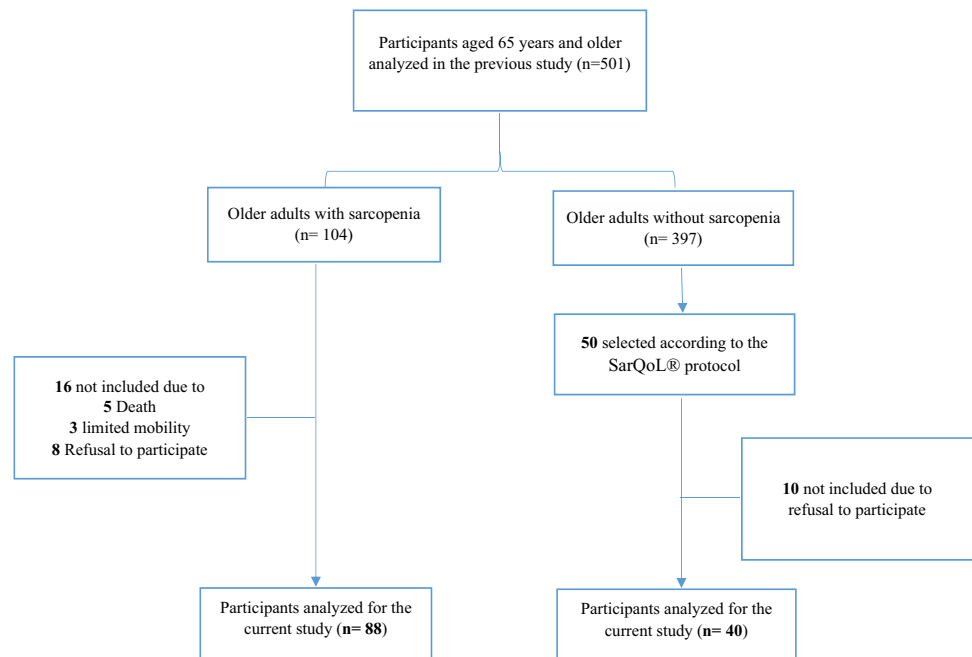 Participants aged 65 years and older
analyzed in the previous study (n=501)
Older adults with sarcopenia
(n= 104)
Older adults without sarcopenia
(n= 397)
50 selected according to the
SarQoL® protocol
16 not included due to
5 Death
3 limited mobility
8 Refusal to participate
10 not included due to
refusal to participate
Participants analyzed for the
current study (n= 88)
Participants analyzed for the
current study (n= 40)